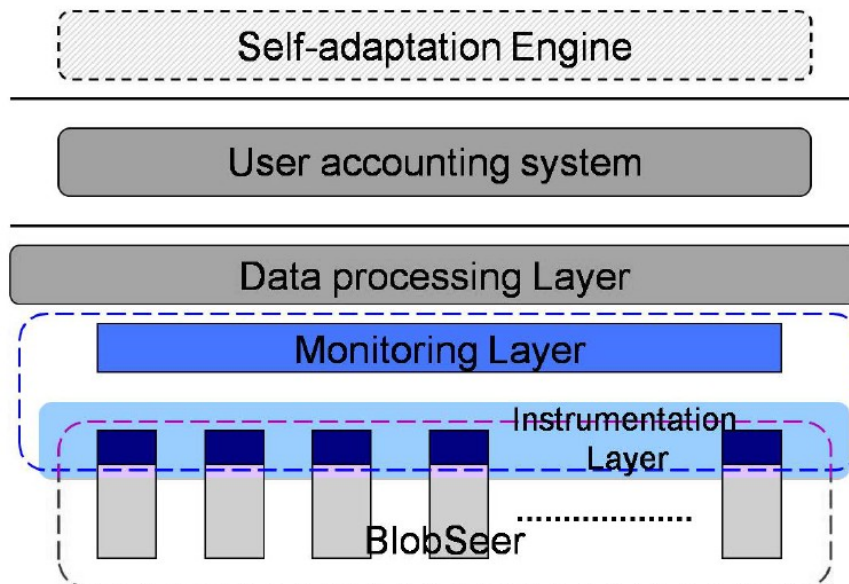 Self-adaptation Engine
User accounting system
Data processing Layer
Monitoring Layer
Instrumentation
Layer
BlobSeer